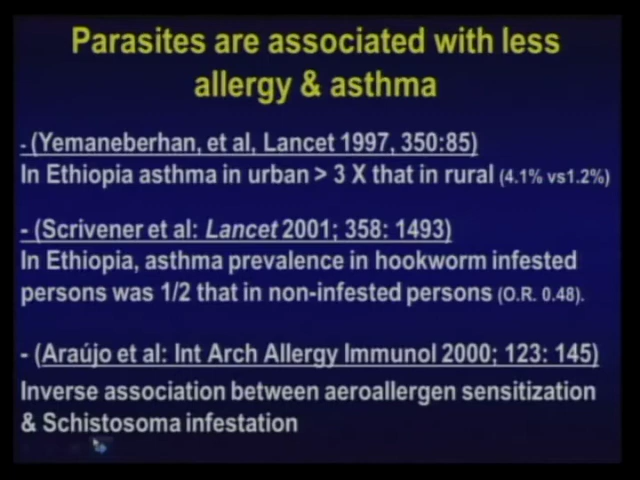 Parasites are associated with less
allergy & asthma
- (Yemaneberhan, et al, Lancet 1997, 350:85)
In Ethiopia asthma in urban > 3 X that in rural (4.1% vs1.2%)
- (Scrivener et al: Lancet 2001; 358: 1493)
In Ethiopia, asthma prevalence in hookworm infested
persons was 1/2 that in non-infested persons (O.R. 0.48).
- (Araújo et al: Int Arch Allergy Immunol 2000; 123: 145)
Inverse association between aeroallergen sensitization
& Schistosoma infestation